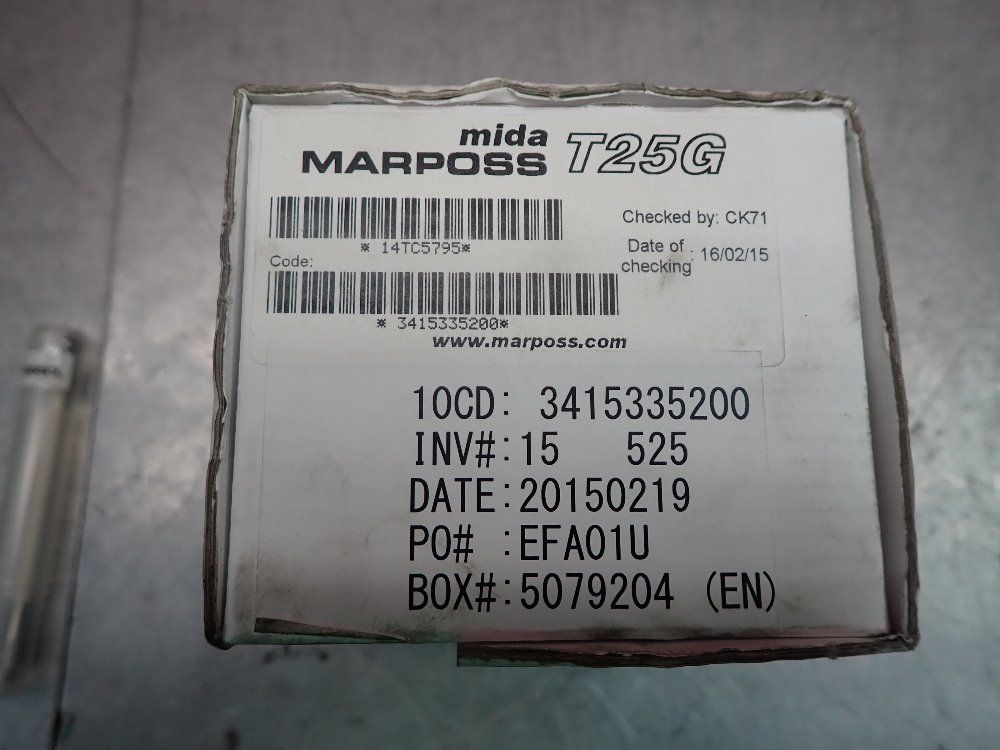 mida
MARPOSS T25G
* 14TC5795*
Checked by: CK71
Code:
Date of checking : 16/02/15
* 3415335200*
www.marposs.com
10CD: 3415335200
INV#:15 525
DATE:20150219
PO# :EFA01U
BOX#:5079204 (EN)